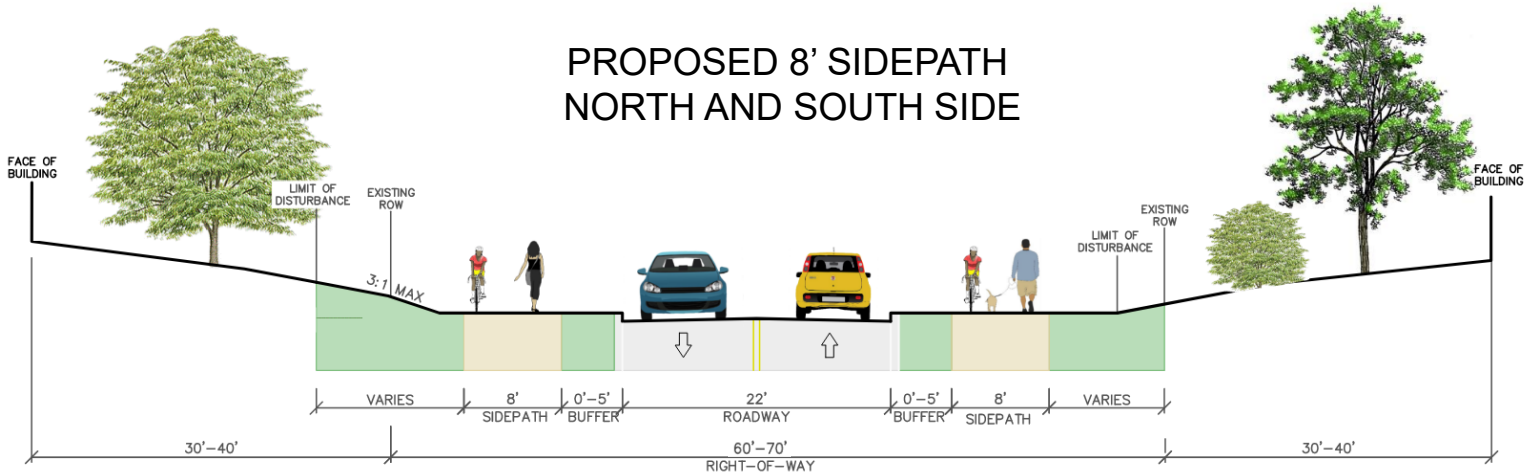 PROPOSED 8’ SIDEPATH
NORTH AND SOUTH SIDE
FACE OF
BUILDING
LIMIT OF
DISTURBANCE
EXISTING
ROW
3:1 MAX
EXISTING
ROW
LIMIT OF
DISTURBANCE
FACE OF
BUILDING
VARIES
8'
SIDEPATH
0'-5'
BUFFER
22'
ROADWAY
0'-5'
BUFFER
8'
SIDEPATH
VARIES
30'-40'
60'-70'
RIGHT-OF-WAY
30'-40'